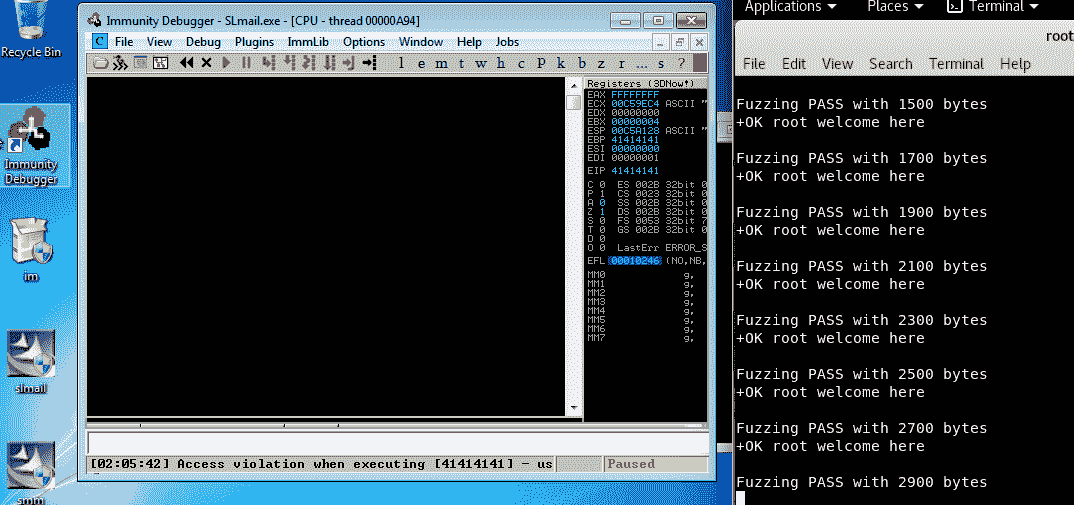 Recycle Bin
Immunity
Debugger
im
slmail
smm
Immunity Debugger - SLmail.exe - [CPU - thread 00000A94]
C File View Debug Plugins ImmLib Options Window Help Jobs
l e m t w h c P k b z r ... s ?
Registers (3DNow!)
EAX FFFFFFFF
ECX 00C59EC4 ASCII "
EDX 00000000
EBX 00000004
ESP 00C5A128 ASCII "
EBP 41414141
ESI 00000000
EDI 00000001
EIP 41414141
C 0 ES 002B 32bit 0
P 1 CS 0023 32bit 0
A 0 SS 002B 32bit 0
Z 1 DS 002B 32bit 0
S 0 FS 0053 32bit 7
T 0 GS 002B 32bit 0
D 0
O 0 LastErr ERROR_S
EFL 00010246 (NO,NB,
MM0 g,
MM1 g,
MM2 g,
MM3 g,
MM4 g,
MM5 g,
MM6 g,
MM7 g,
[02:05:42] Access violation when executing [41414141] - us
Paused
Applications Places Terminal
root
File Edit View Search Terminal Help
Fuzzing PASS with 1500 bytes
+OK root welcome here
Fuzzing PASS with 1700 bytes
+OK root welcome here
Fuzzing PASS with 1900 bytes
+OK root welcome here
Fuzzing PASS with 2100 bytes
+OK root welcome here
Fuzzing PASS with 2300 bytes
+OK root welcome here
Fuzzing PASS with 2500 bytes
+OK root welcome here
Fuzzing PASS with 2700 bytes
+OK root welcome here
Fuzzing PASS with 2900 bytes